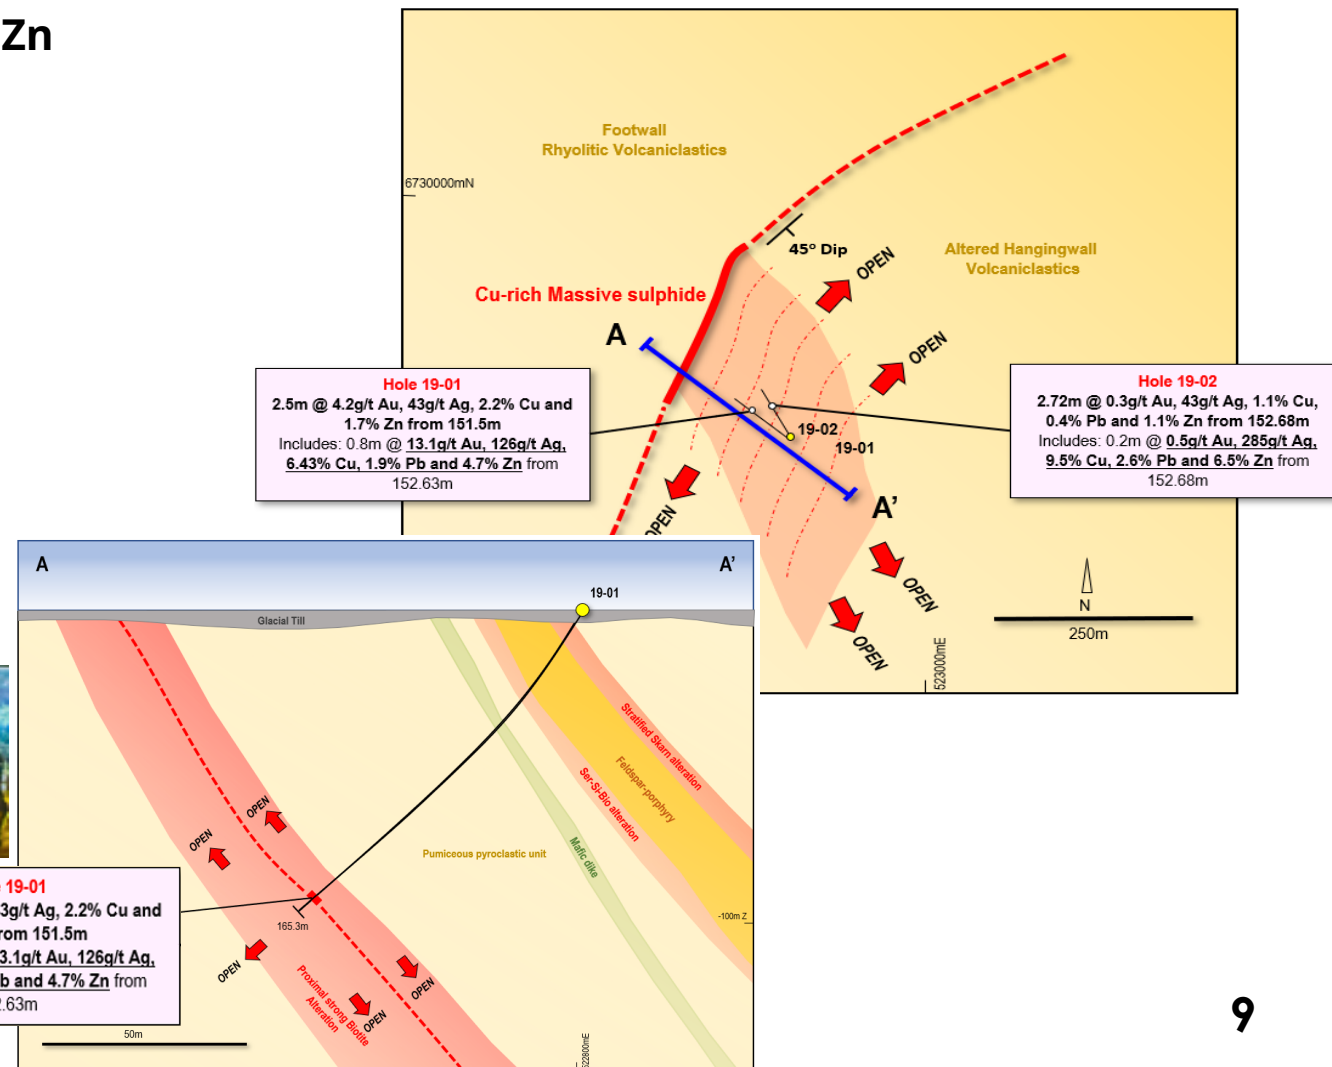 Zn
Footwall
Rhyolitic Volcaniclastics
6730000mN
45º Dip
OPEN
Altered Hangingwall
Volcaniclastics
Cu-rich Massive sulphide
A
OPEN
Hole 19-01
2.5m @ 4.2g/t Au, 43g/t Ag, 2.2% Cu and
1.7% Zn from 151.5m
Includes: 0.8m @ 13.1g/t Au, 126g/t Ag,
6.43% Cu, 1.9% Pb and 4.7% Zn from
152.63m
Hole 19-02
2.72m @ 0.3g/t Au, 43g/t Ag, 1.1% Cu,
0.4% Pb and 1.1% Zn from 152.68m
Includes: 0.2m @ 0.5g/t Au, 285g/t Ag,
9.5% Cu, 2.6% Pb and 6.5% Zn from
152.68m
19-02
19-01
A'
OPEN
OPEN
OPEN
N
250m
523000mE
A
A'
19-01
Glacial Till
Stratified Skarn alteration
Feldspar-porphyry
Ser-Si-Bio alteration
Mafic dike
Pumiceous pyroclastic unit
OPEN
OPEN
-100m Z
165.3m
OPEN
OPEN
OPEN
Proximal strong Biotite
Alteration
19-01
3g/t Ag, 2.2% Cu and
rom 151.5m
3.1g/t Au, 126g/t Ag,
b and 4.7% Zn from
2.63m
50m
22800mE
9